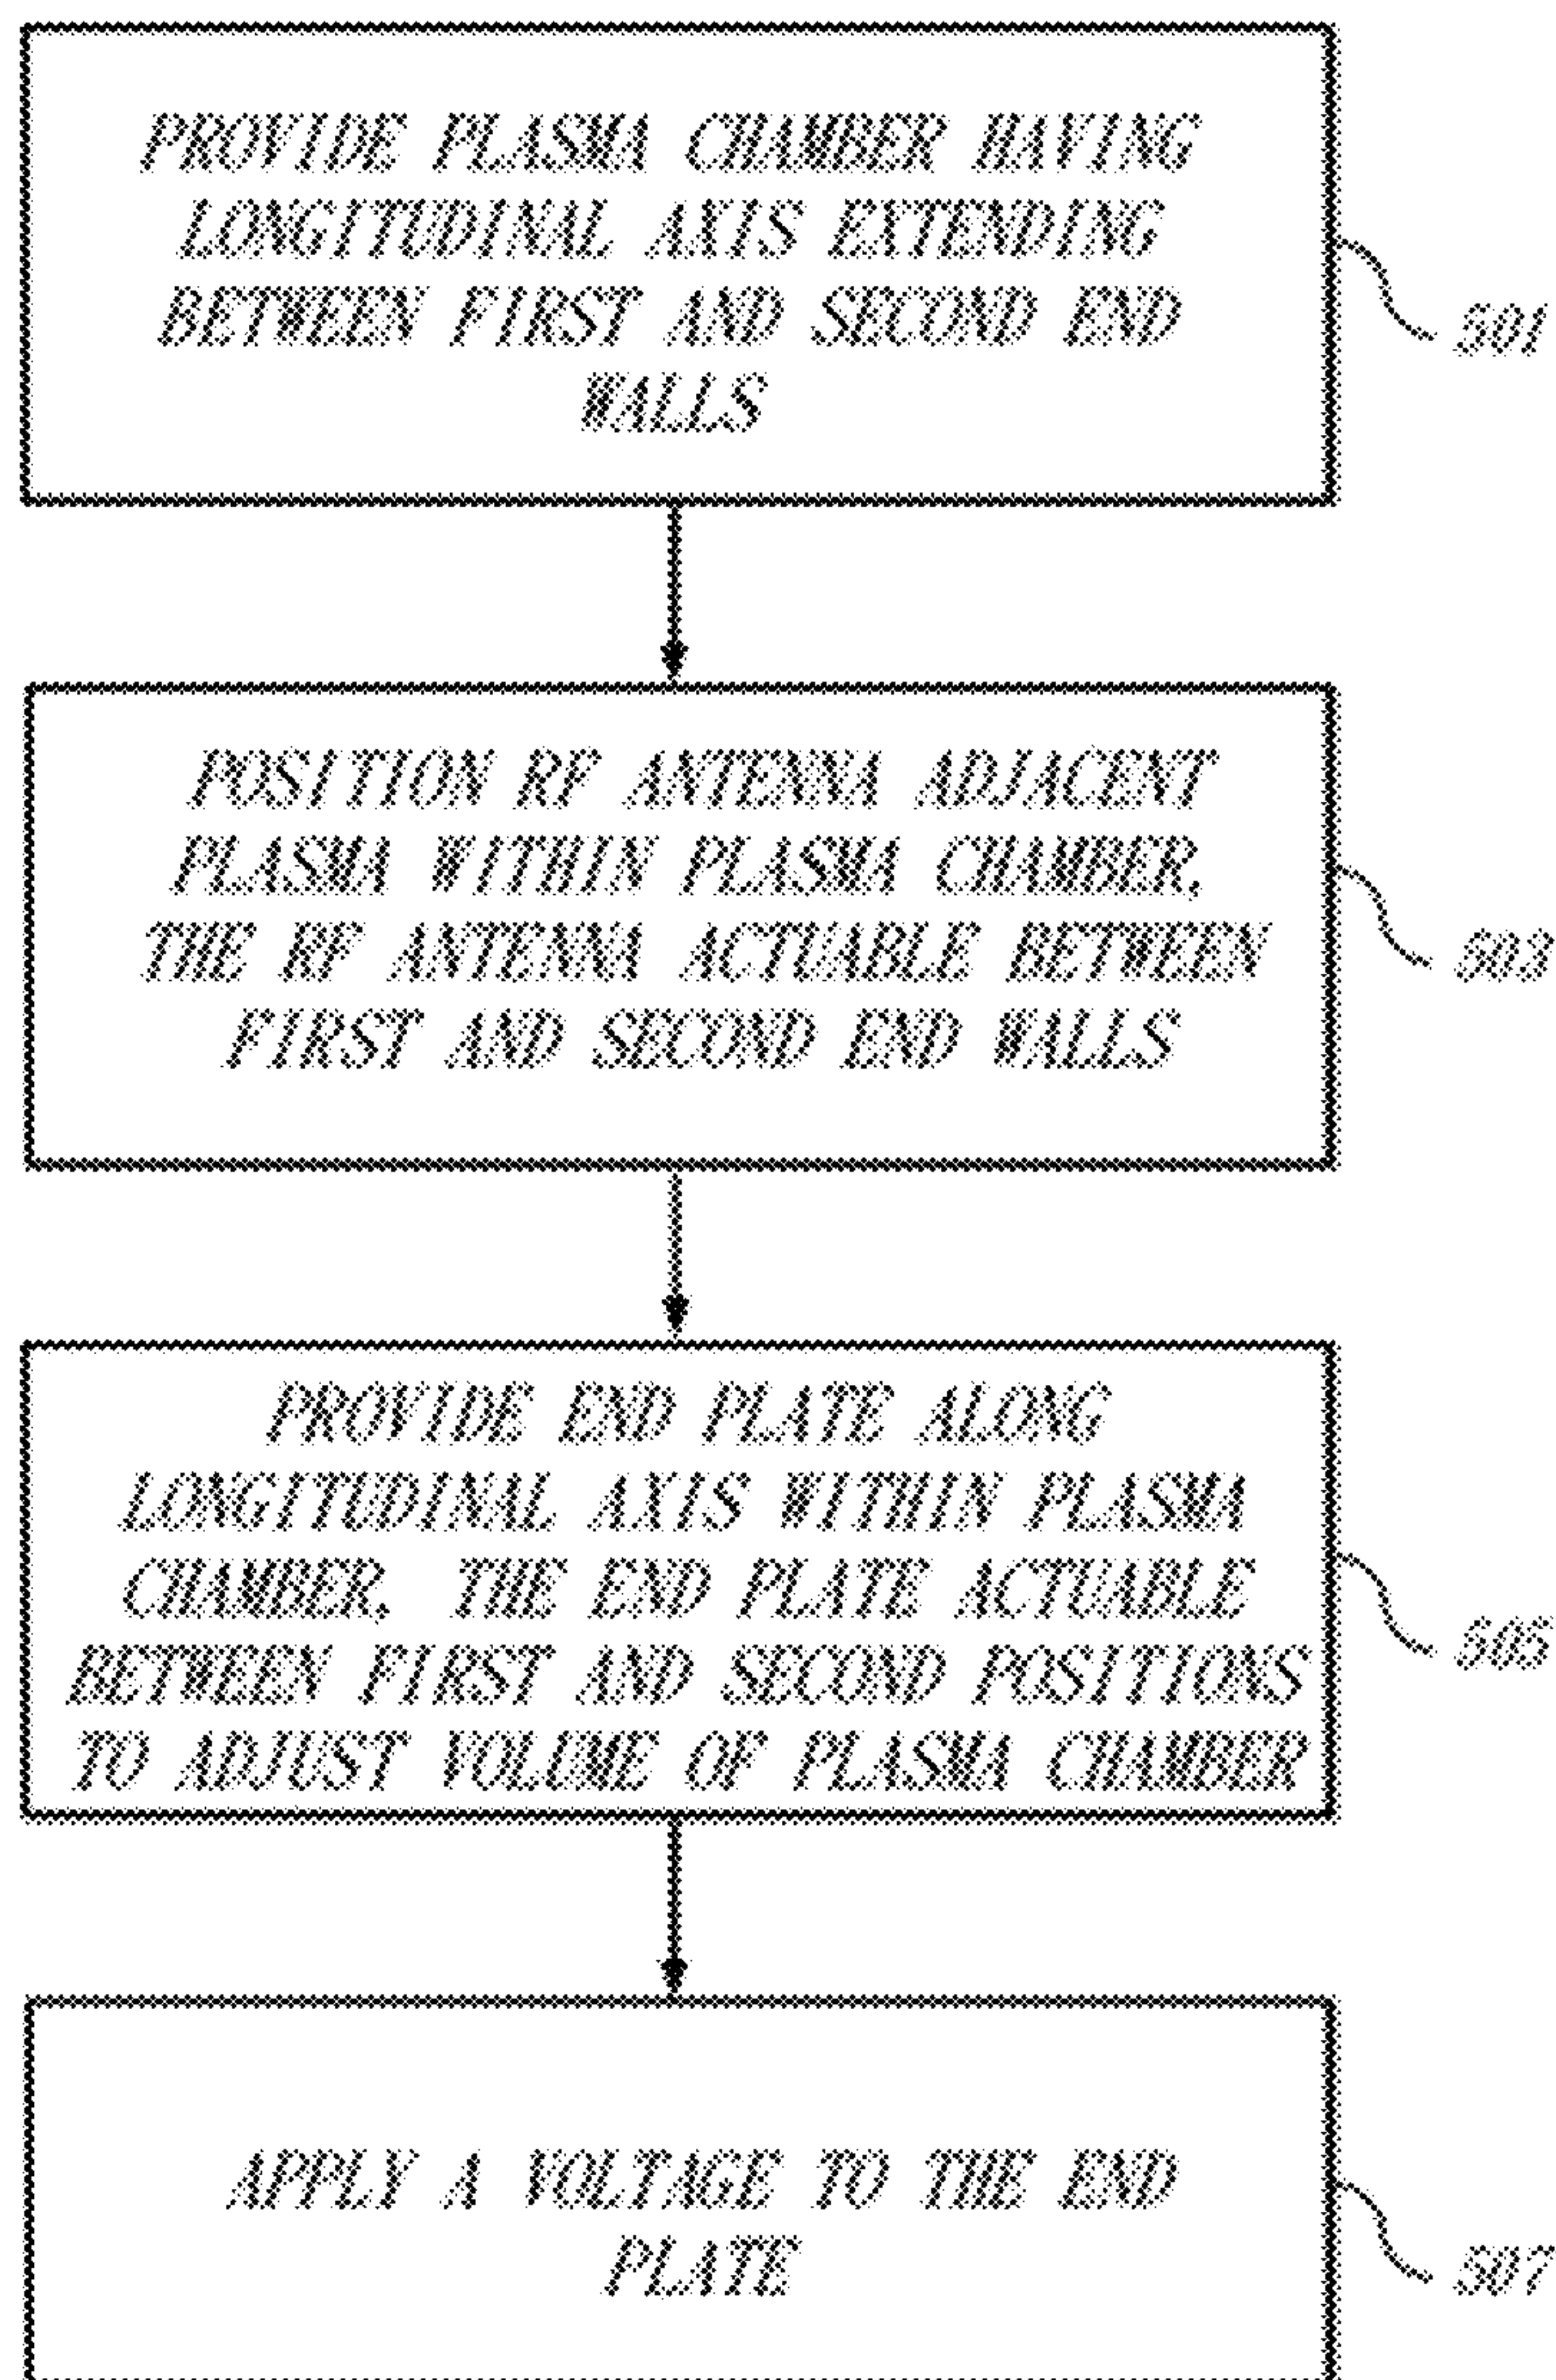 PROVIDE PLASMA CHAMBER HAVING
LONGITUDINAL AXIS EXTENDING
BETWEEN FIRST AND SECOND END
WALLS
501
POSITION RF ANTENNA ADJACENT
PLASMA WITHIN PLASMA CHAMBER,
THE RF ANTENNA ACTUABLE BETWEEN
FIRST AND SECOND END WALLS
503
PROVIDE END PLATE ALONG
LONGITUDINAL AXIS WITHIN PLASMA
CHAMBER, THE END PLATE ACTUABLE
BETWEEN FIRST AND SECOND POSITIONS
TO ADJUST VOLUME OF PLASMA CHAMBER
505
APPLY A VOLTAGE TO THE END
PLATE
507